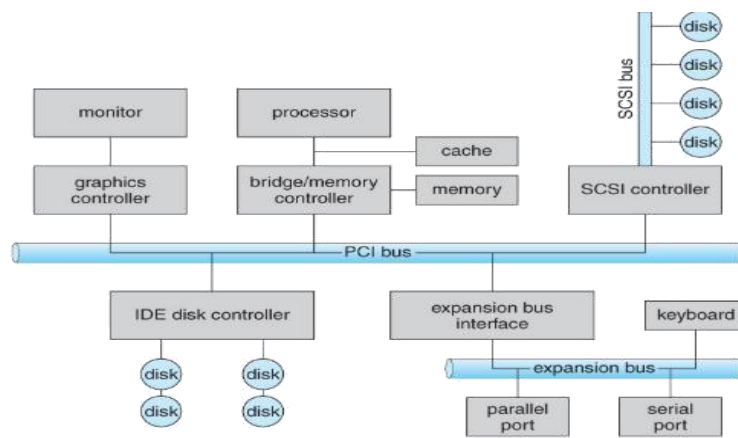 disk
disk
disk
disk
SCSI bus
monitor
processor
cache
graphics
controller
bridge/memory
controller
memory
SCSI controller
PCI bus
IDE disk controller
expansion bus
interface
keyboard
disk
disk
disk
disk
expansion bus
parallel
port
serial
port